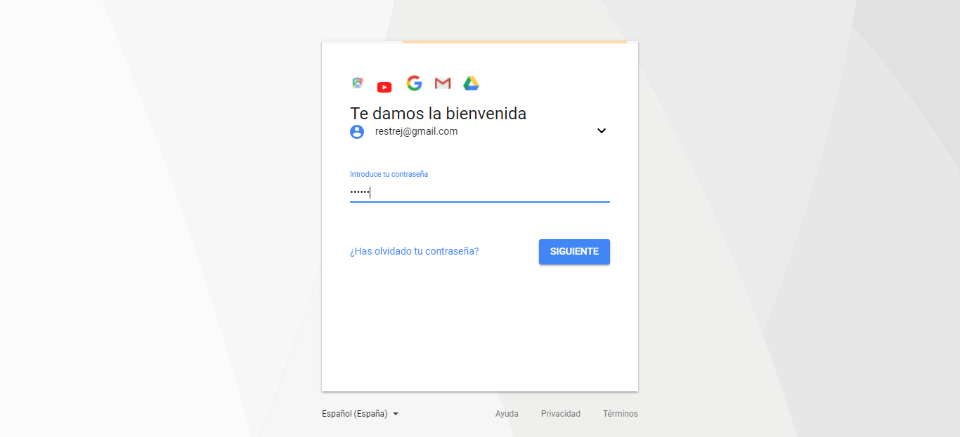 Te damos la bienvenida
restrej@gmail.com
Introduce tu contraseña
••••••
¿Has olvidado tu contraseña?
SIGUIENTE
Español (España)
Ayuda
Privacidad
Términos